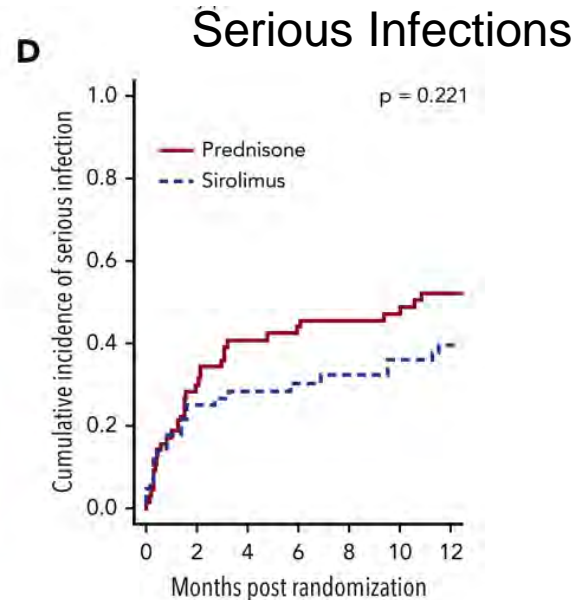 Serious Infections
D
p = 0.221
Prednisone
Sirolimus
Cumulative incidence of serious infection
1.0
0.8
0.6
0.4
0.2
0.0
0 2 4 6 8 10 12
Months post randomization